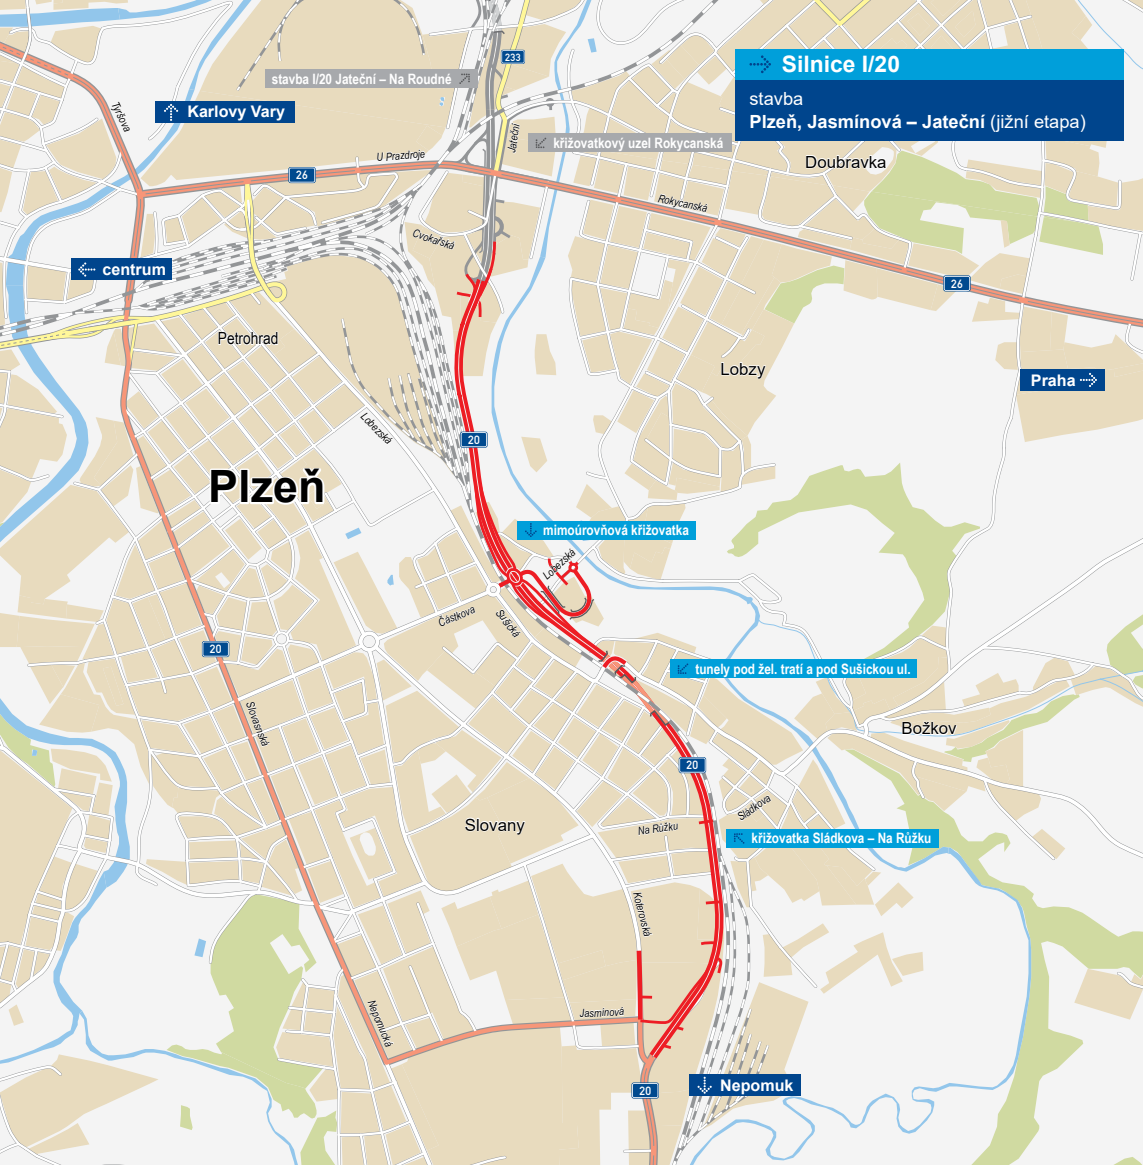 233
Silnice I/20
stavba I/20 Jateční – Na Roudné
stavba
Plzeň, Jasmínová – Jateční (jižní etapa)
Karlovy Vary
Tyršova
Jateční
křižovatkový uzel Rokycanská
U Prazdroje
Doubravka
26
Rokycanská
Cvokařská
centrum
26
Petrohrad
Lobzy
Praha
Lobezská
20
Plzeň
mimoúrovňová křižovatka
Lobezská
Částkova
Sušická
20
tunely pod žel. tratí a pod Sušickou ul.
Slovanská
Božkov
20
Sládkova
Slovany
Na Růžku
křižovatka Sládkova – Na Růžku
Koterovská
Nepomucká
Jasmínová
20
Nepomuk